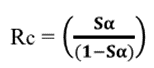 Rc = (Sα / (1−Sα))